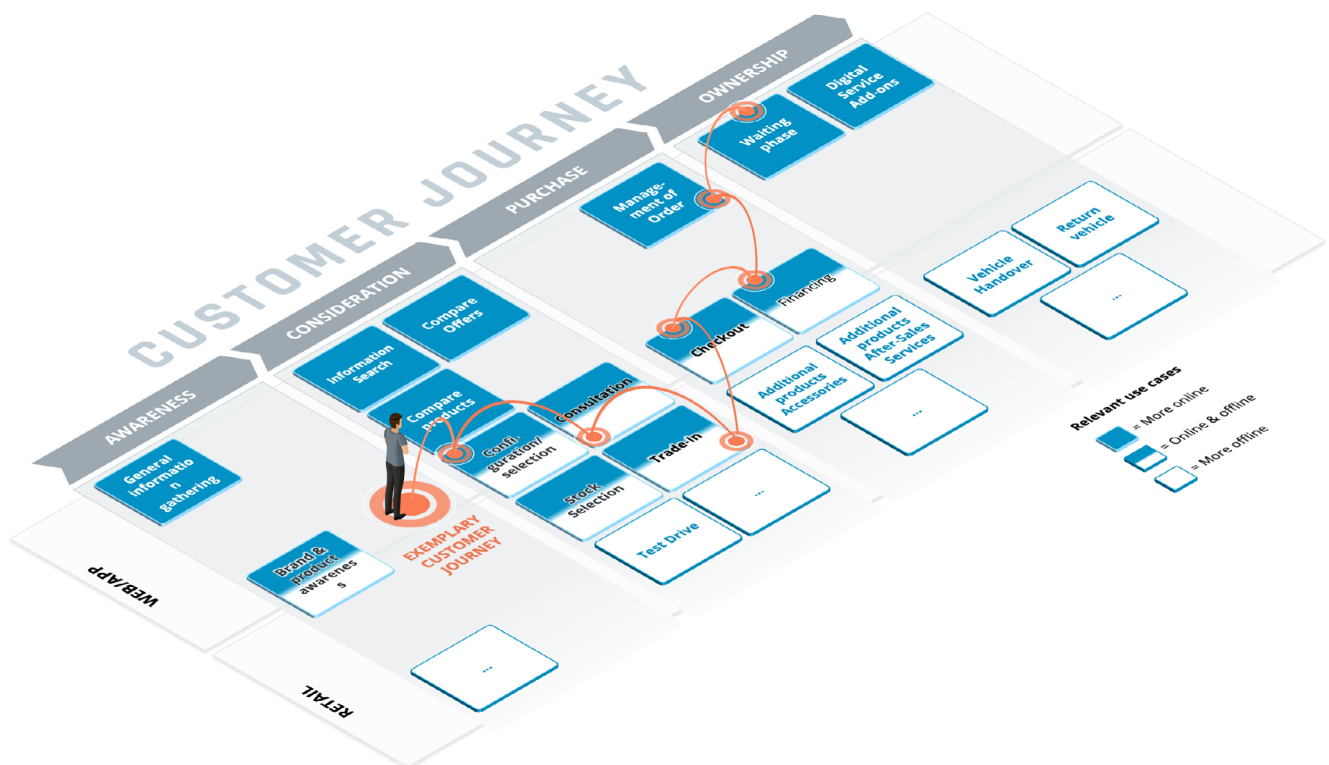 CUSTOMER JOURNEY
AWARENESS
CONSIDERATION
PURCHASE
OWNERSHIP
General
informatio
n
gathering
Brand &
product
awarenes
s
...
Information
Search
Compare
Offers
Compare
products
Confi-
guration/
selection
Consultation
Stock
Selection
Trade-in
Test Drive
...
EXEMPLARY
CUSTOMER
JOURNEY
Manage-
ment of
Order
Checkout
Financing
Additional
products
Accessories
Additional
products
After-Sales
Services
...
Waiting
phase
Digital
Service
Add-ons
Vehicle
Handover
Return
vehicle
...
WEB/APP
RETAIL
Relevant use cases
= More online
= Online & offline
= More offline